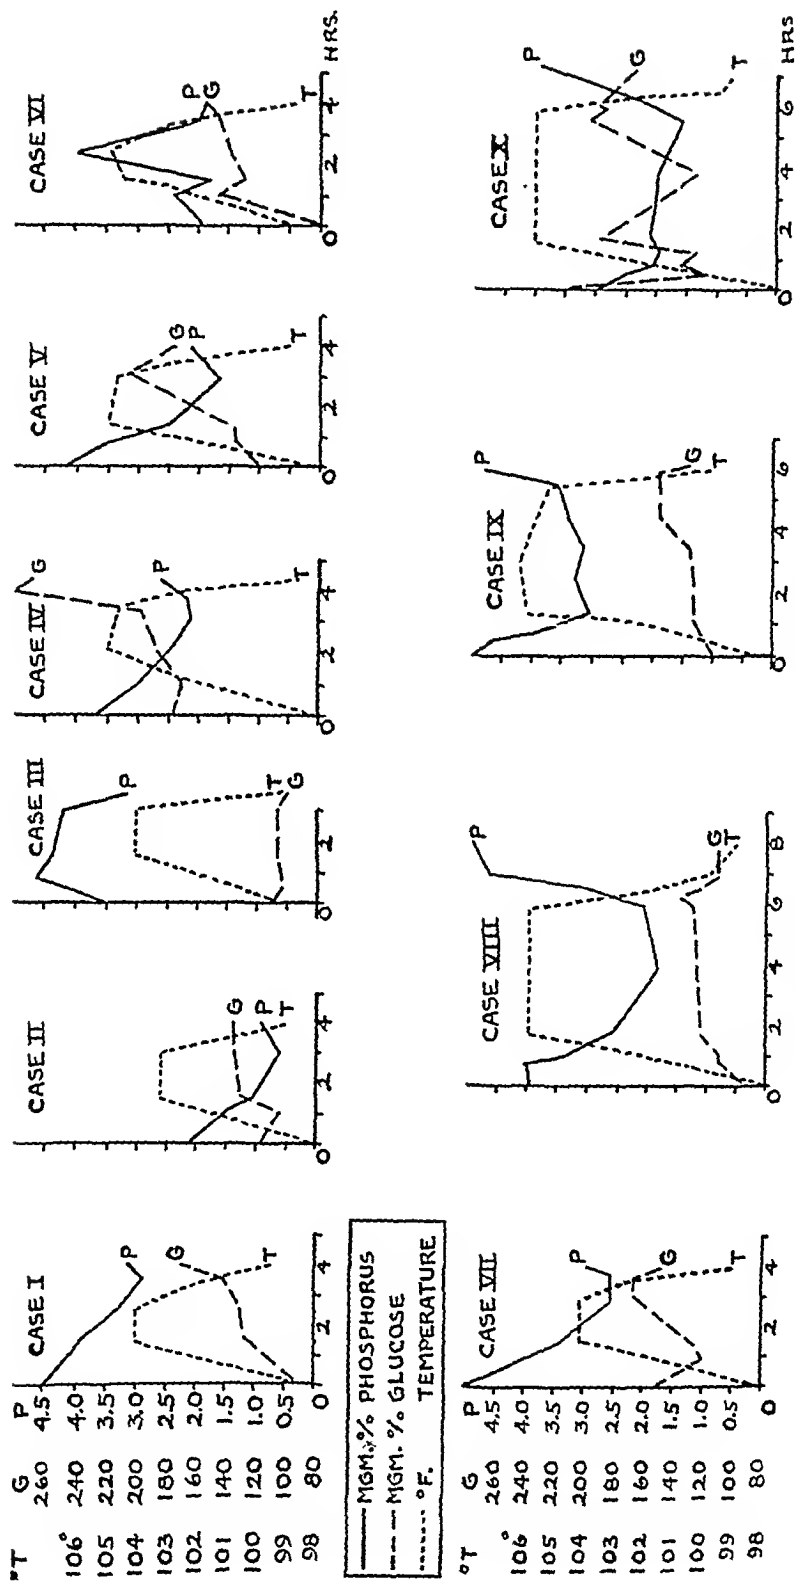 °T G P
CASE I
CASE II
CASE III
CASE IV
CASE V
CASE VI
260 4.5
106° 240 4.0
105 220 3.5
104 200 3.0
103 180 2.5
102 160 2.0
101 140 1.5
100 120 1.0
99 100 0.5
98 80 0 2 4
P
G
T
G
P
T
0 2 4
P
T
G
0 2
G
P
T
0 2 4
G
P
T
0 2 4
P
G
T
0 2 4 HRS.
MGM.% PHOSPHORUS
MGM. % GLUCOSE
°F. TEMPERATURE
°T G P
CASE VII
CASE VIII
CASE IX
CASE X
260 4.5
106° 240 4.0
105 220 3.5
104 200 3.0
103 180 2.5
102 160 2.0
101 140 1.5
100 120 1.0
99 100 0.5
98 80 0 2 4
P
G
T
P
G
T
0 2 4 6 8
P
G
T
0 2 4 6
P
G
T
0 2 4 6 HRS